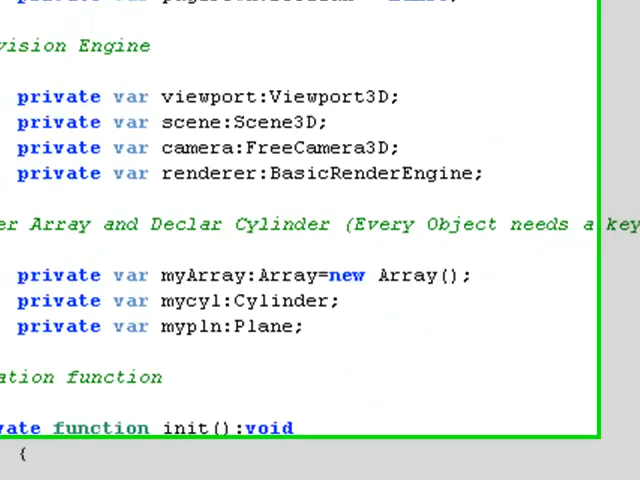 vision Engine
private var viewport:Viewport3D;
private var scene:Scene3D;
private var camera:FreeCamera3D;
private var renderer:BasicRenderEngine;
er Array and Declar Cylinder (Every Object needs a key
private var myArray:Array=new Array();
private var mycyl:Cylinder;
private var mypln:Plane;
ation function
vate function init():void
{